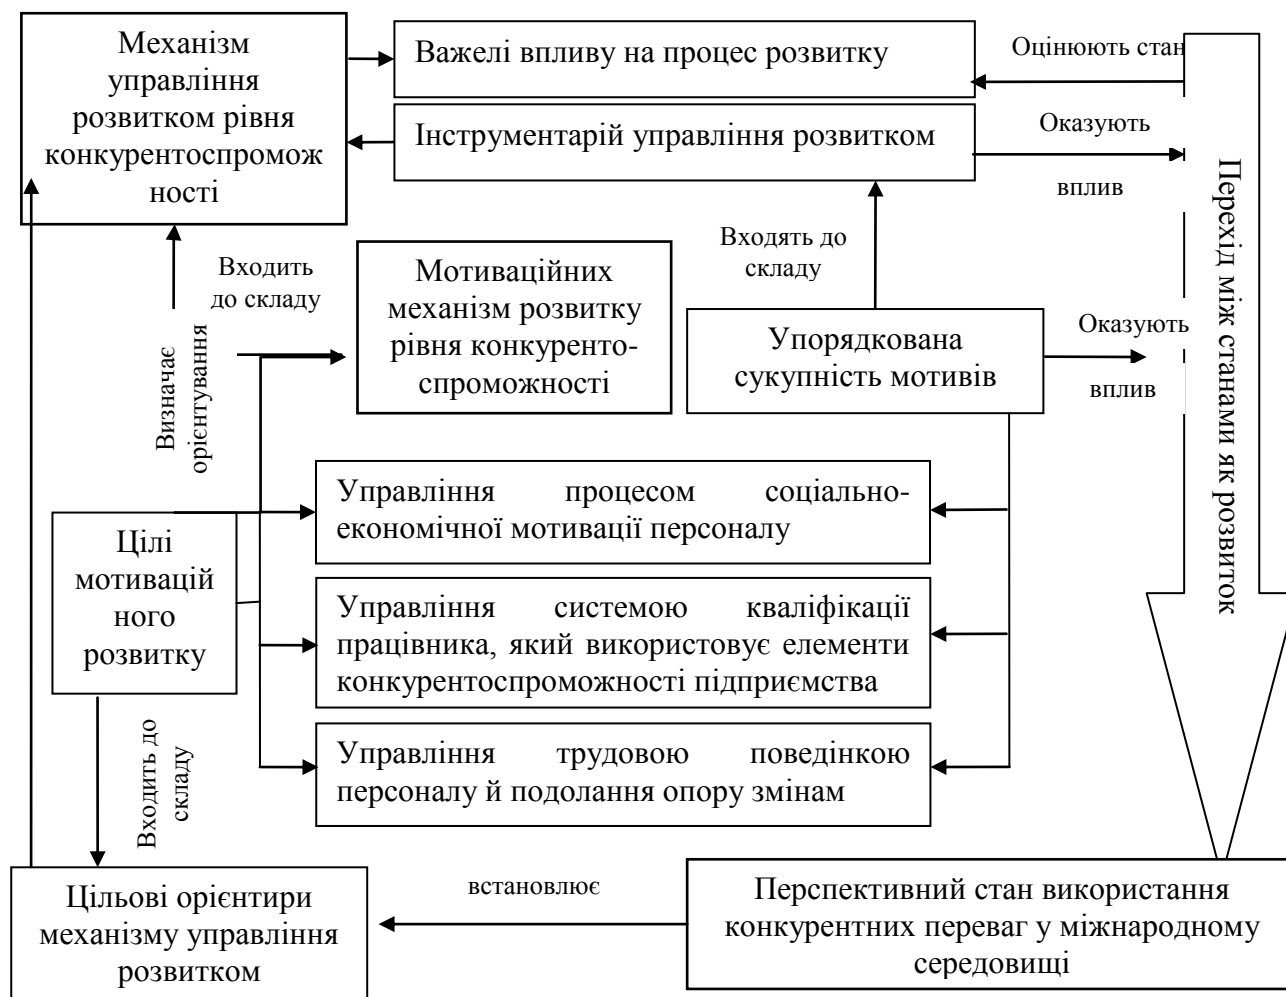 Механізм
управління
розвитком рівня
конкурентоспромож
ності
Важелі впливу на процес розвитку
Оцінюють стан
Інструментарій управління розвитком
Оказують
вплив
Входить
до складу
Мотиваційних
механізм розвитку
рівня конкуренто-
спроможності
Входять до
складу
Упорядкована
сукупність мотивів
Оказують
вплив
Перехід між станами як розвиток
Визначає
орієнтування
Управління процесом соціально-
економічної мотивації персоналу
Цілі
мотивацій
ного
розвитку
Управління системою кваліфікації
працівника, який використовує елементи
конкурентоспроможності підприємства
Управління трудовою поведінкою
персоналу й подолання опору змінам
Входить до
складу
Цільові орієнтири
механізму управління
розвитком
встановлює
Перспективний стан використання
конкурентних переваг у міжнародному
середовищі